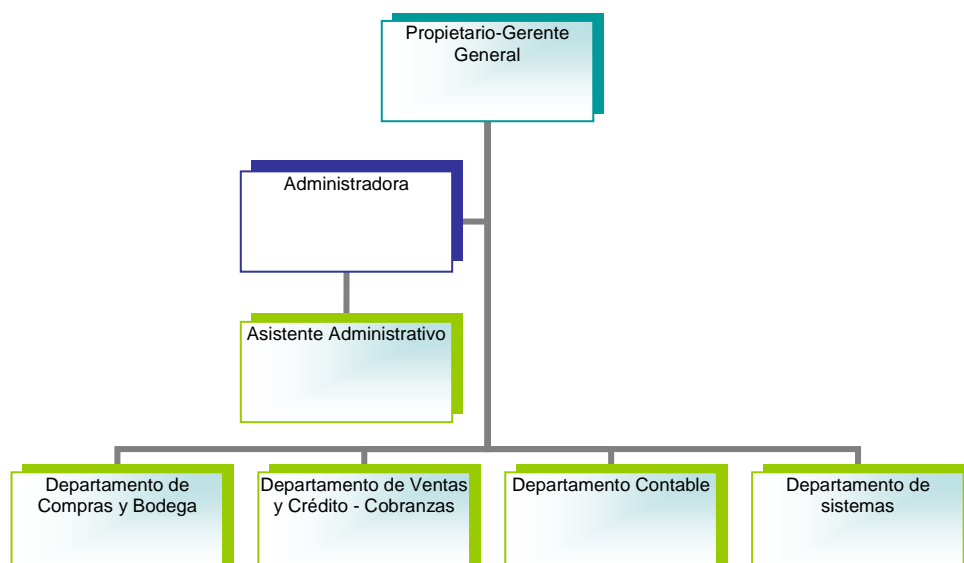 Propietario-Gerente
General
Administradora
Asistente Administrativo
Departamento de
Compras y Bodega
Departamento de Ventas
y Crédito - Cobranzas
Departamento Contable
Departamento de
sistemas